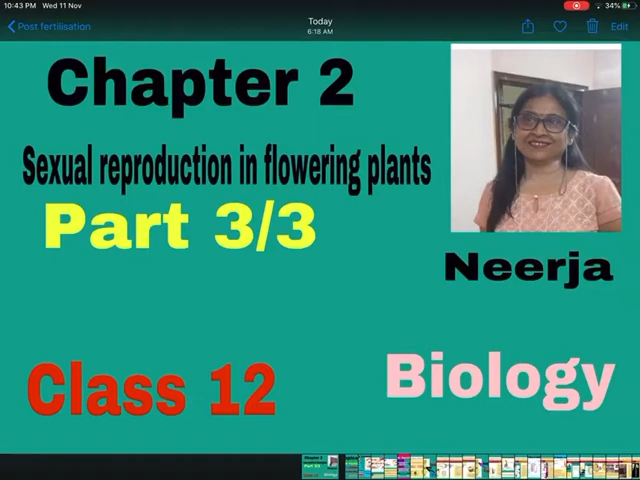 10:43 PM Wed 11 Nov
34%
Post fertilisation
Today
6:18 AM
Edit
Chapter 2
Sexual reproduction in flowering plants
Part 3/3
Neerja
Class 12
Biology